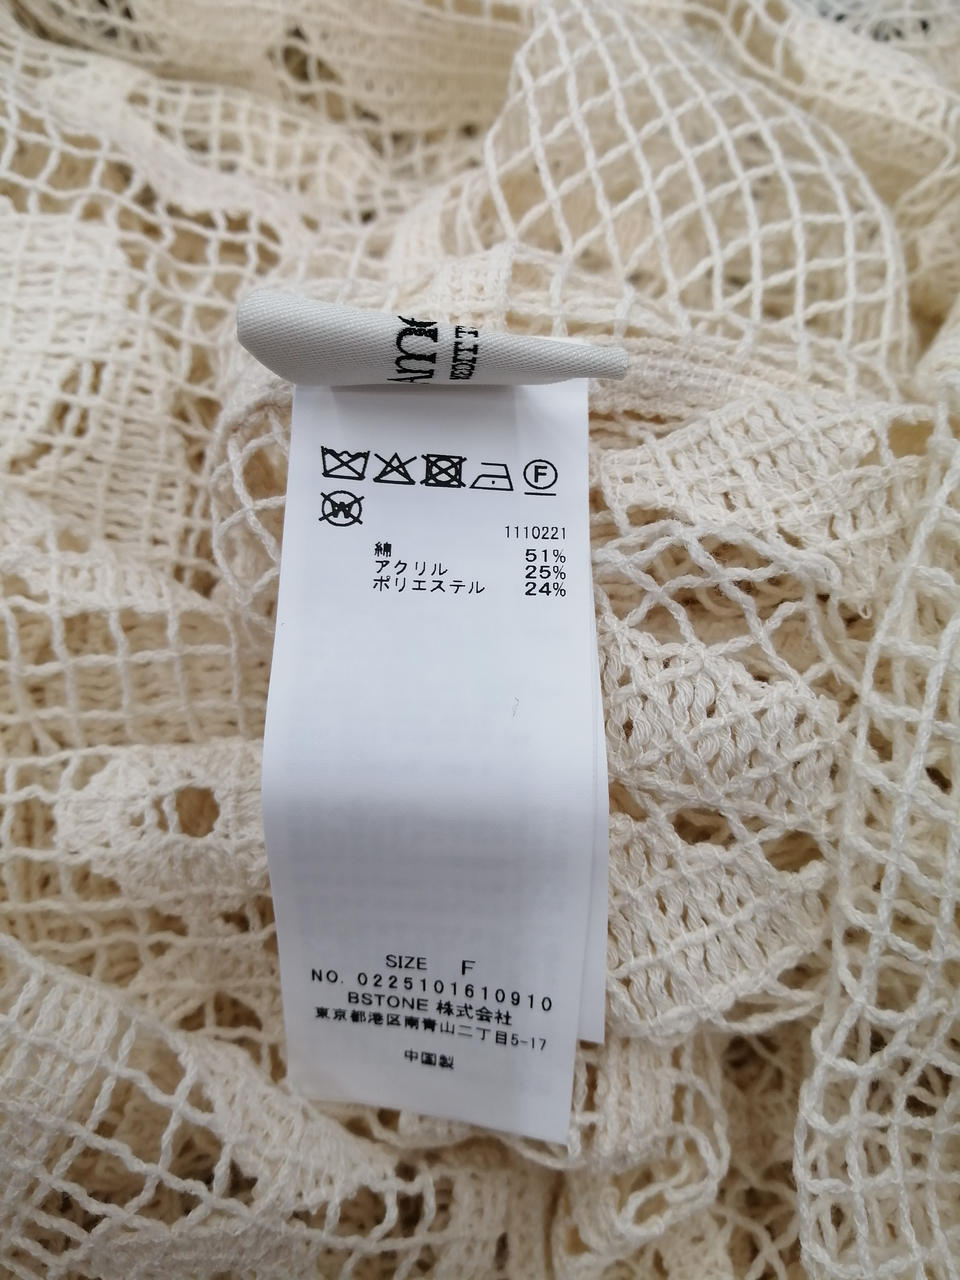 F
W
1110221
綿 51%
アクリル 25%
ポリエステル 24%
SIZE F
NO. 0225101610910
BSTONE 株式会社
東京都港区南青山二丁目5-17
中国製